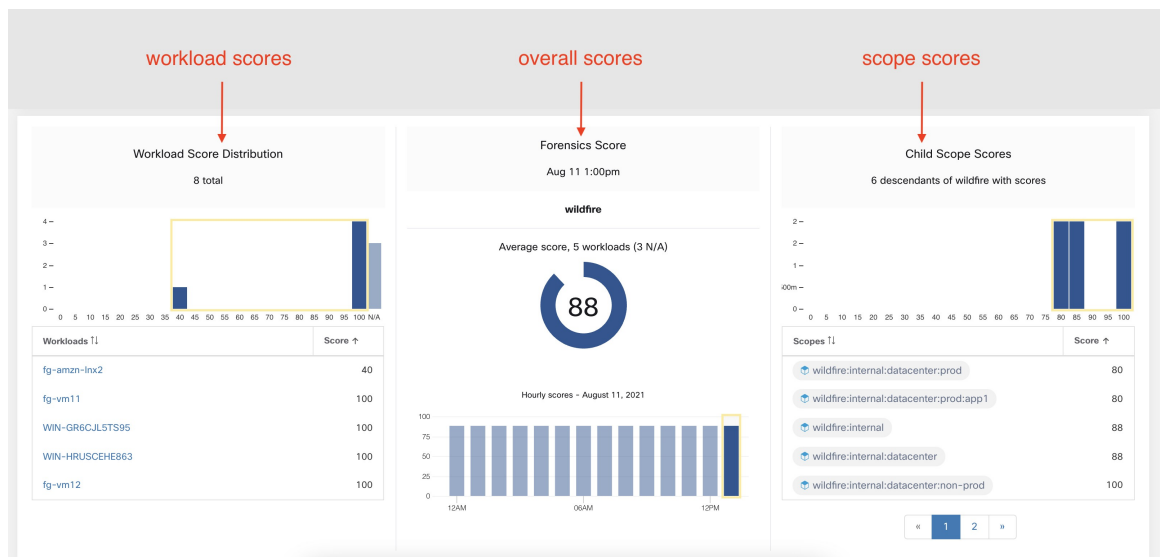 workload scores
overall scores
scope scores
Workload Score Distribution
8 total
4
3
2
1
0
0 5 10 15 20 25 30 35 40 45 50 55 60 65 70 75 80 85 90 95 100 N/A
Workloads ↑↓ Score ↑
fg-amzn-lnx2 40
fg-vm11 100
WIN-GR6CJL5TS95 100
WIN-HRUSCEHE863 100
fg-vm12 100
Forensics Score
Aug 11 1:00pm
wildfire
Average score, 5 workloads (3 N/A)
88
Hourly scores - August 11, 2021
100
75
50
25
0
12AM 06AM 12PM
Child Scope Scores
6 descendants of wildfire with scores
2
2
1
00m
0
0 5 10 15 20 25 30 35 40 45 50 55 60 65 70 75 80 85 90 95 100
Scopes ↑↓ Score ↑
wildfire:internal:datacenter:prod 80
wildfire:internal:datacenter:prod:app1 80
wildfire:internal 88
wildfire:internal:datacenter 88
wildfire:internal:datacenter:non-prod 100
« 1 2 »